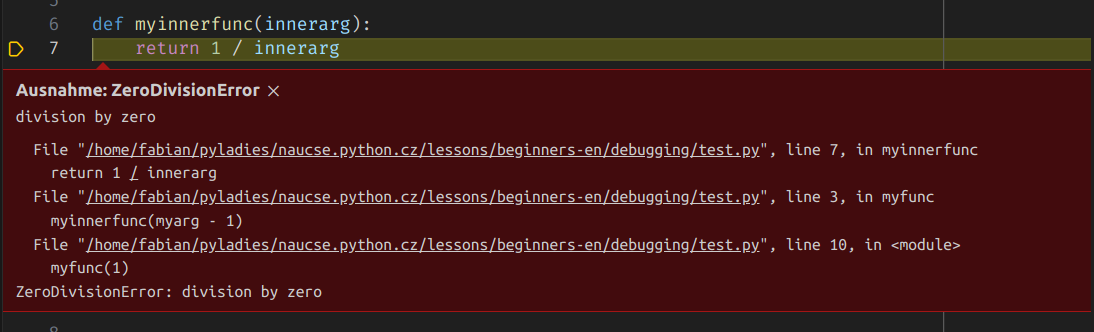 6 def myinnerfunc(innerarg):
7 return 1 / innerarg
Ausnahme: ZeroDivisionError ×
division by zero
File "/home/fabian/pyladies/naucse.python.cz/lessons/beginners-en/debugging/test.py", line 7, in myinnerfunc
return 1 / innerarg
File "/home/fabian/pyladies/naucse.python.cz/lessons/beginners-en/debugging/test.py", line 3, in myfunc
myinnerfunc(myarg - 1)
File "/home/fabian/pyladies/naucse.python.cz/lessons/beginners-en/debugging/test.py", line 10, in <module>
myfunc(1)
ZeroDivisionError: division by zero